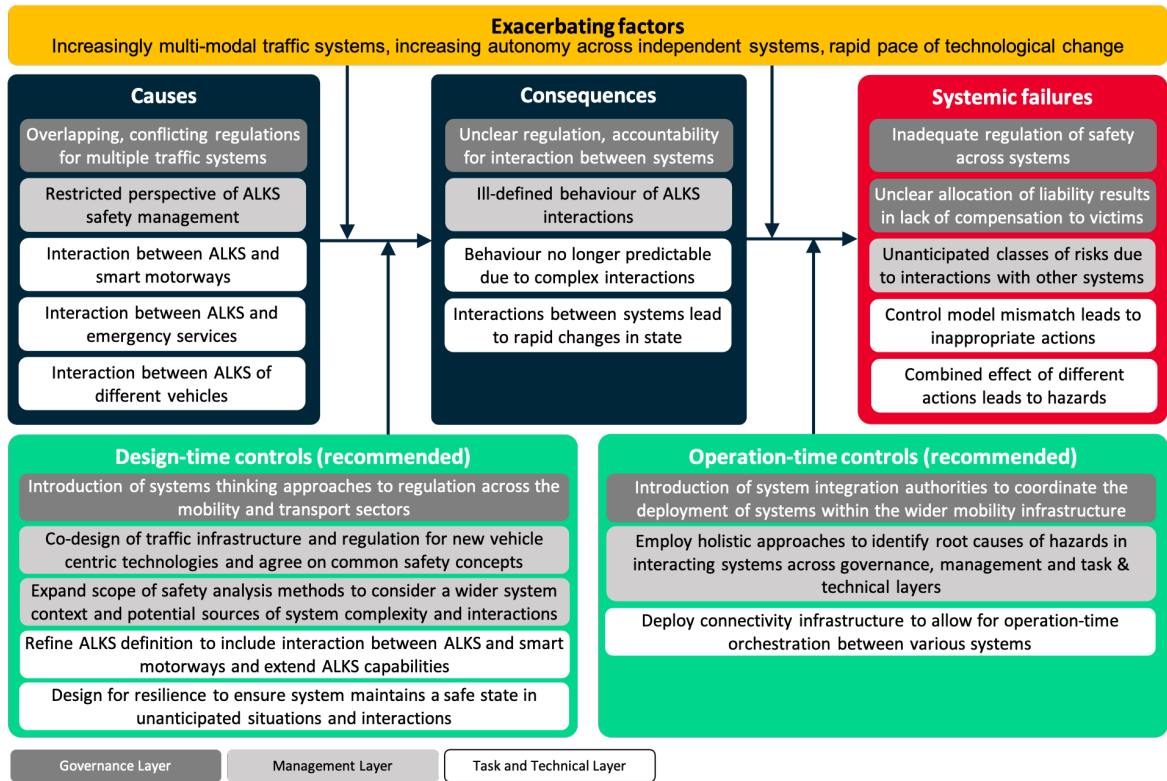 Exacerbating factors
Increasingly multi-modal traffic systems, increasing autonomy across independent systems, rapid pace of technological change
Causes
Overlapping, conflicting regulations
for multiple traffic systems
Restricted perspective of ALKS
safety management
Interaction between ALKS and
smart motorways
Interaction between ALKS and
emergency services
Interaction between ALKS of
different vehicles
Consequences
Unclear regulation, accountability
for interaction between systems
Ill-defined behaviour of ALKS
interactions
Behaviour no longer predictable
due to complex interactions
Interactions between systems lead
to rapid changes in state
Systemic failures
Inadequate regulation of safety
across systems
Unclear allocation of liability results
in lack of compensation to victims
Unanticipated classes of risks due
to interactions with other systems
Control model mismatch leads to
inappropriate actions
Combined effect of different
actions leads to hazards
Design-time controls (recommended)
Introduction of systems thinking approaches to regulation across the
mobility and transport sectors
Co-design of traffic infrastructure and regulation for new vehicle
centric technologies and agree on common safety concepts
Expand scope of safety analysis methods to consider a wider system
context and potential sources of system complexity and interactions
Refine ALKS definition to include interaction between ALKS and smart
motorways and extend ALKS capabilities
Design for resilience to ensure system maintains a safe state in
unanticipated situations and interactions
Operation-time controls (recommended)
Introduction of system integration authorities to coordinate the
deployment of systems within the wider mobility infrastructure
Employ holistic approaches to identify root causes of hazards in
interacting systems across governance, management and task &
technical layers
Deploy connectivity infrastructure to allow for operation-time
orchestration between various systems
Governance Layer
Management Layer
Task and Technical Layer